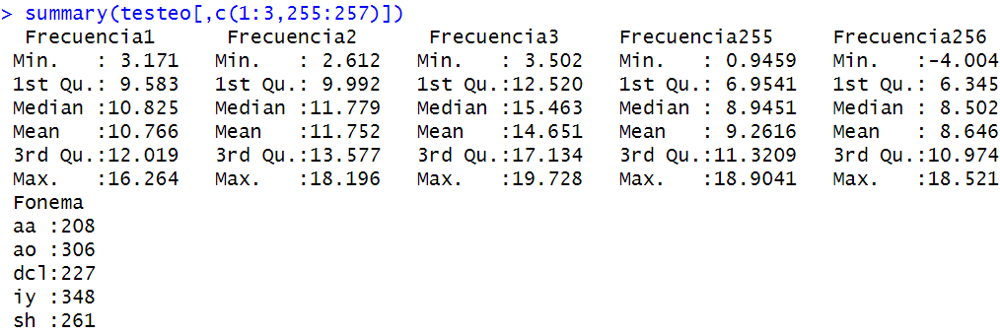 > summary(testeo[,c(1:3,255:257)])
  Frecuencia1      Frecuencia2      Frecuencia3     Frecuencia255     Frecuencia256   
 Min.   : 3.171   Min.   : 2.612   Min.   : 3.502   Min.   : 0.9459   Min.   :-4.004  
 1st Qu.: 9.583   1st Qu.: 9.992   1st Qu.:12.520   1st Qu.: 6.9541   1st Qu.: 6.345  
 Median :10.825   Median :11.779   Median :15.463   Median : 8.9451   Median : 8.502  
 Mean   :10.766   Mean   :11.752   Mean   :14.651   Mean   : 9.2616   Mean   : 8.646  
 3rd Qu.:12.019   3rd Qu.:13.577   3rd Qu.:17.134   3rd Qu.:11.3209   3rd Qu.:10.974  
 Max.   :16.264   Max.   :18.196   Max.   :19.728   Max.   :18.9041   Max.   :18.521  
 Fonema   
 aa :208  
 ao :306  
 dcl:227  
 iy :348  
 sh :261